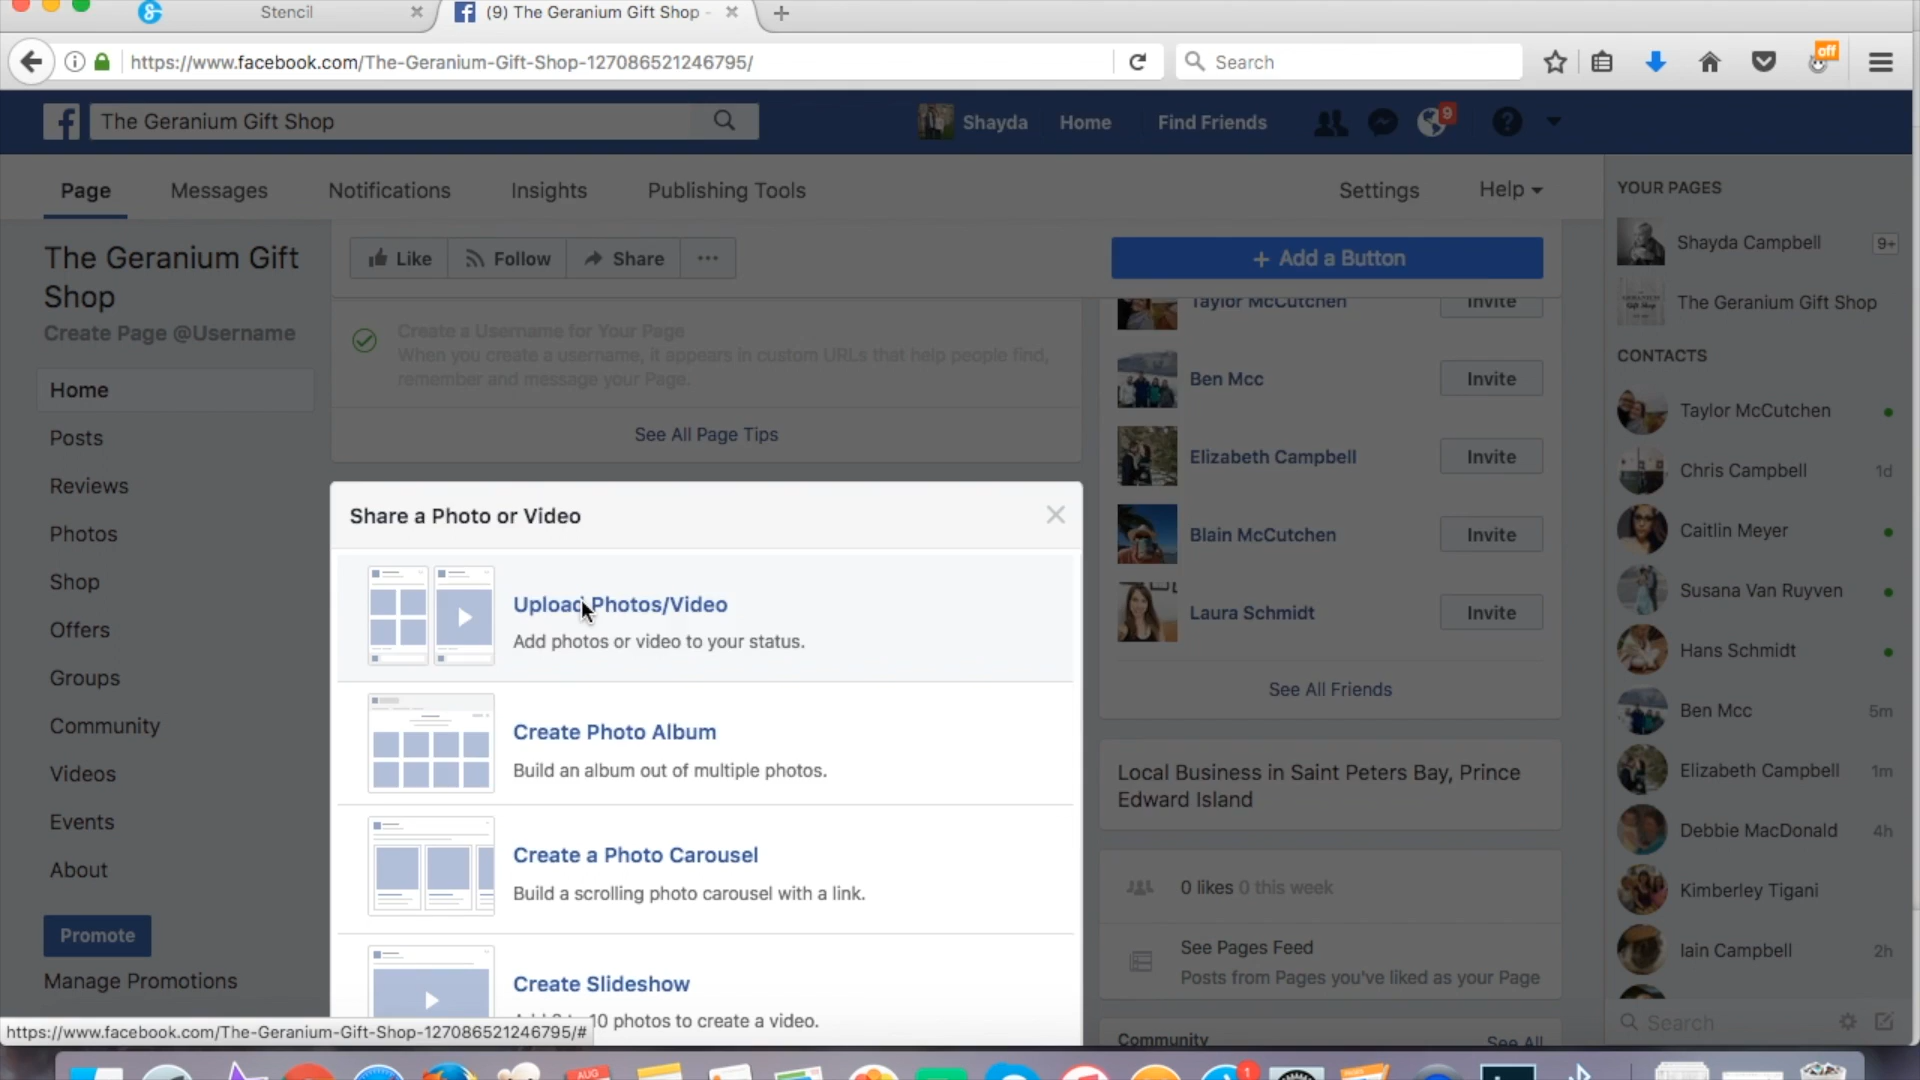 Stencil
(9) The Geranium Gift Shop -
https://www.facebook.com/The-Geranium-Gift-Shop-127086521246795/
Search
off
The Geranium Gift Shop
Shayda
Home
Find Friends
9
Page
Messages
Notifications
Insights
Publishing Tools
Settings
Help
The Geranium Gift
Shop
Create Page @Username
Home
Posts
Reviews
Photos
Shop
Offers
Groups
Community
Videos
Events
About
Promote
Manage Promotions
Like
Follow
Share
+ Add a Button
Create a Username for Your Page
When you create a username, it appears in custom URLs that help people find,
remember and message your Page.
See All Page Tips
Share a Photo or Video
Upload Photos/Video
Add photos or video to your status.
Create Photo Album
Build an album out of multiple photos.
Create a Photo Carousel
Build a scrolling photo carousel with a link.
Create Slideshow
10 photos to create a video.
https://www.facebook.com/The-Geranium-Gift-Shop-127086521246795/#
Taylor McCutchen
Invite
Ben Mcc
Invite
Elizabeth Campbell
Invite
Blain McCutchen
Invite
Laura Schmidt
Invite
See All Friends
Local Business in Saint Peters Bay, Prince
Edward Island
0 likes 0 this week
See Pages Feed
Posts from Pages you've liked as your Page
Community
See All
YOUR PAGES
Shayda Campbell
9+
The Geranium Gift Shop
CONTACTS
Taylor McCutchen
Chris Campbell
1d
Caitlin Meyer
Susana Van Ruyven
Hans Schmidt
Ben Mcc
5m
Elizabeth Campbell
1m
Debbie MacDonald
4h
Kimberley Tigani
Iain Campbell
2h
Search
AUG
1